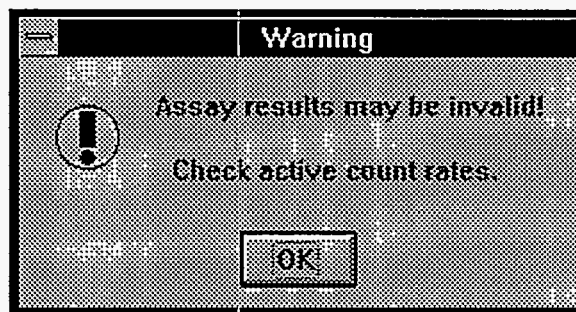 Warning
Assay results may be invalid!
Check active count rates.
OK